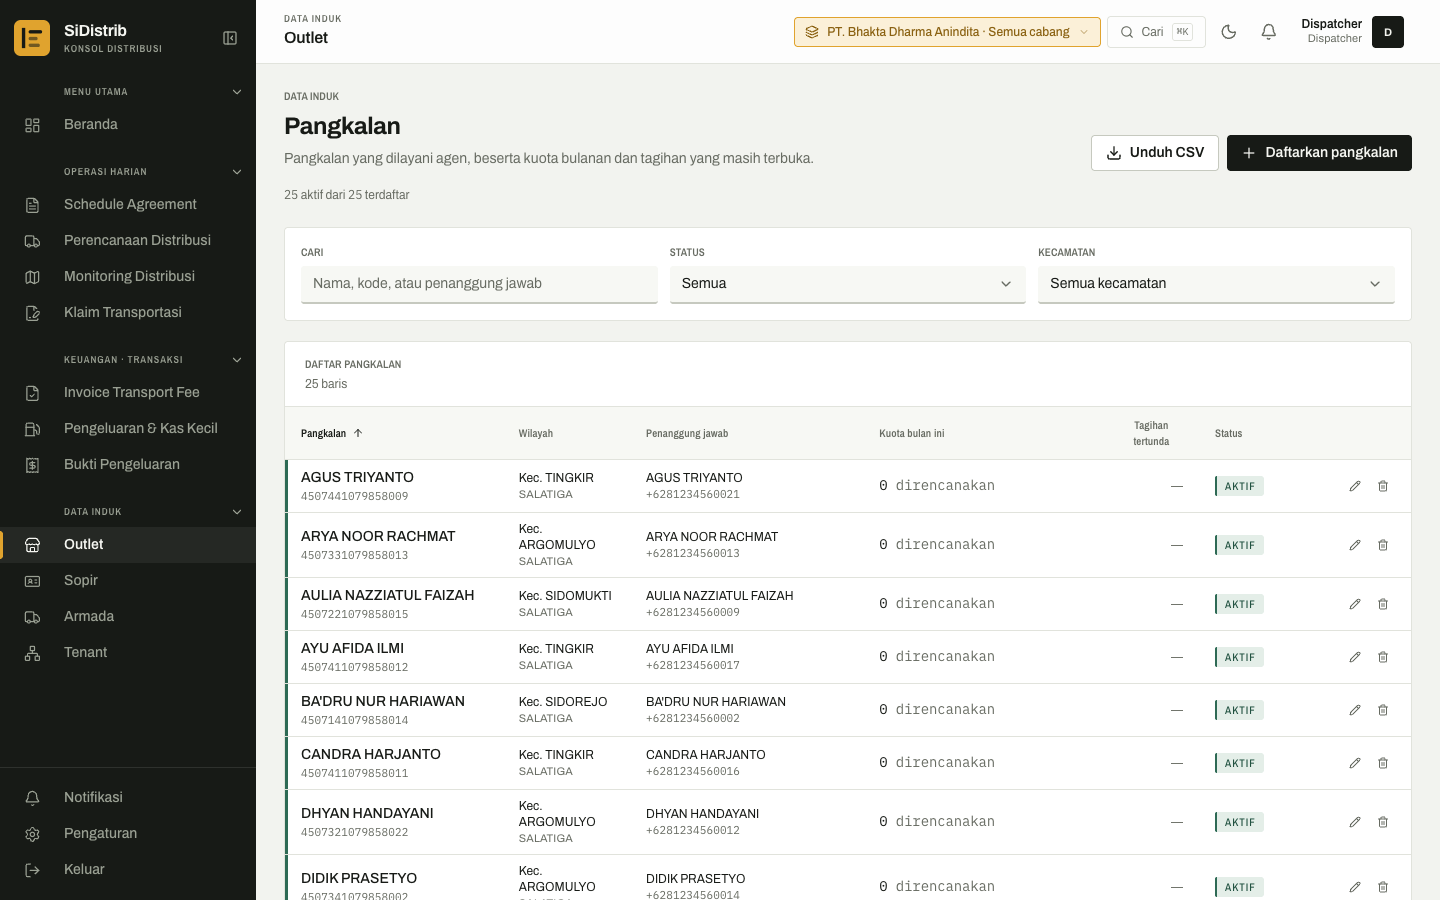 SiDistrib
KONSOL DISTRIBUSI
MENU UTAMA
Beranda
OPERASI HARIAN
Schedule Agreement
Perencanaan Distribusi
Monitoring Distribusi
Klaim Transportasi
KEUANGAN · TRANSAKSI
Invoice Transport Fee
Pengeluaran & Kas Kecil
Bukti Pengeluaran
DATA INDUK
Outlet
Sopir
Armada
Tenant
Notifikasi
Pengaturan
Keluar
DATA INDUK
Outlet
PT. Bhakta Dharma Anindita · Semua cabang
Cari ⌘K
Dispatcher
Dispatcher
D
DATA INDUK
Pangkalan
Pangkalan yang dilayani agen, beserta kuota bulanan dan tagihan yang masih terbuka.
25 aktif dari 25 terdaftar
Unduh CSV
Daftarkan pangkalan
CARI
Nama, kode, atau penanggung jawab
STATUS
Semua
KECAMATAN
Semua kecamatan
DAFTAR PANGKALAN
25 baris
Pangkalan ↑ Wilayah Penanggung jawab Kuota bulan ini Tagihan tertunda Status
AGUS TRIYANTO Kec. TINGKIR AGUS TRIYANTO 0 direncanakan — AKTIF
4507441079858009 SALATIGA +6281234560021
ARYA NOOR RACHMAT Kec. ARGOMULYO ARYA NOOR RACHMAT 0 direncanakan — AKTIF
4507331079858013 SALATIGA +6281234560013
AULIA NAZZIATUL FAIZAH Kec. SIDOMUKTI AULIA NAZZIATUL FAIZAH 0 direncanakan — AKTIF
4507221079858015 SALATIGA +6281234560009
AYU AFIDA ILMI Kec. TINGKIR AYU AFIDA ILMI 0 direncanakan — AKTIF
4507411079858012 SALATIGA +6281234560017
BA'DRU NUR HARIAWAN Kec. SIDOREJO BA'DRU NUR HARIAWAN 0 direncanakan — AKTIF
4507141079858014 SALATIGA +6281234560002
CANDRA HARJANTO Kec. TINGKIR CANDRA HARJANTO 0 direncanakan — AKTIF
4507411079858011 SALATIGA +6281234560016
DHYAN HANDAYANI Kec. ARGOMULYO DHYAN HANDAYANI 0 direncanakan — AKTIF
4507321079858022 SALATIGA +6281234560012
DIDIK PRASETYO Kec. ARGOMULYO DIDIK PRASETYO 0 direncanakan — AKTIF
4507341079858002 SALATIGA +6281234560014